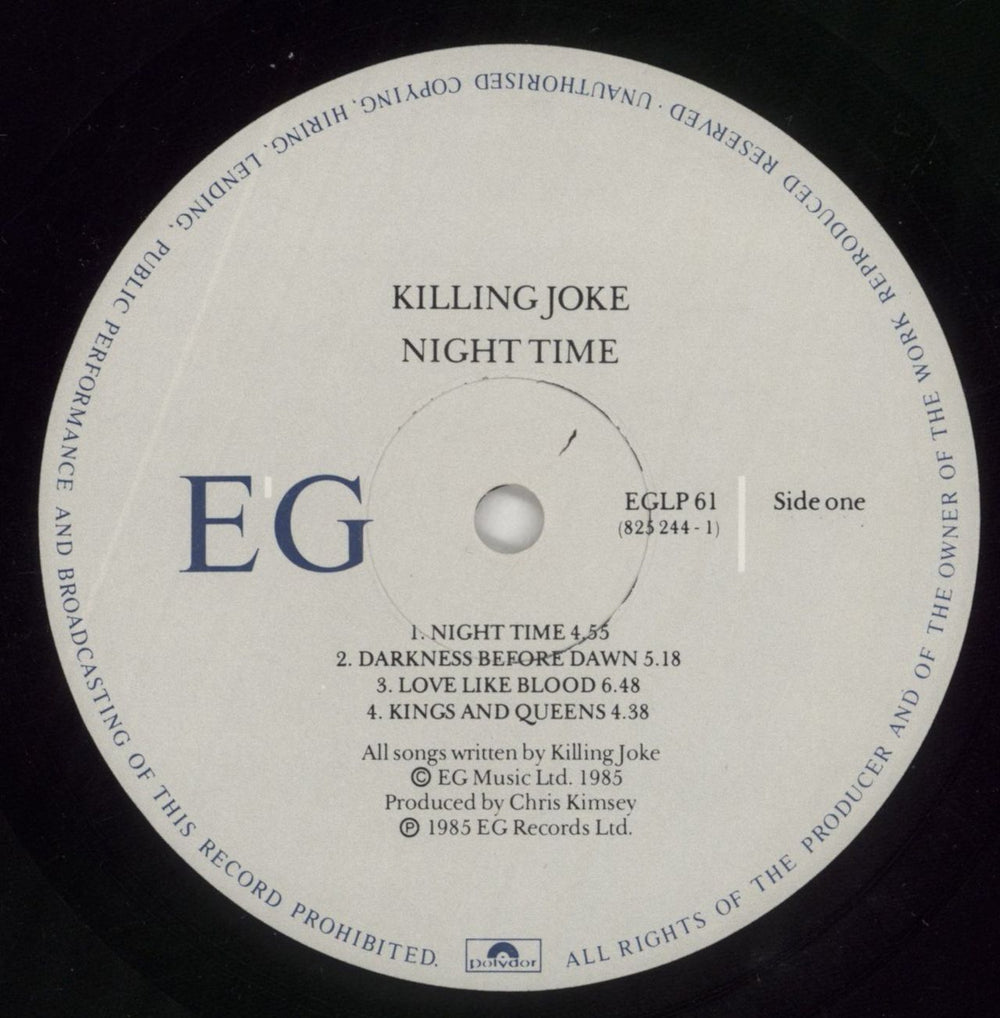 KILLING JOKE
NIGHT TIME
E'G
EGLP 61
(825 244 - 1)
Side one
1. NIGHT TIME 4.55
2. DARKNESS BEFORE DAWN 5.18
3. LOVE LIKE BLOOD 6.48
4. KINGS AND QUEENS 4.38
All songs written by Killing Joke
© EG Music Ltd. 1985
Produced by Chris Kimsey
℗ 1985 EG Records Ltd.
ALL RIGHTS OF THE PRODUCER AND OF THE OWNER OF THE WORK REPRODUCED RESERVED · UNAUTHORISED COPYING, HIRING, LENDING, PUBLIC PERFORMANCE AND BROADCASTING OF THIS RECORD PROHIBITED.
polydor